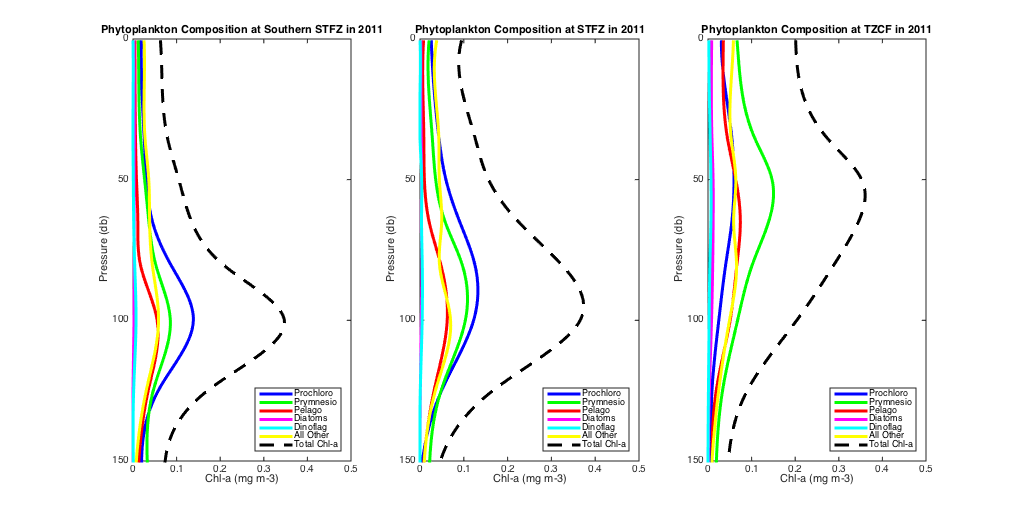 Phytoplankton Composition at Southern STFZ in 2011
0
50
100
150
0
0.1
0.2
0.3
0.4
0.5
Pressure (db)
Chl-a (mg m-3)
Prochloro
Prymnesio
Pelago
Diatoms
Dinoflag
All Other
Total Chl-a
Phytoplankton Composition at STFZ in 2011
0
50
100
150
0
0.1
0.2
0.3
0.4
0.5
Pressure (db)
Chl-a (mg m-3)
Prochloro
Prymnesio
Pelago
Diatoms
Dinoflag
All Other
Total Chl-a
Phytoplankton Composition at TZCF in 2011
0
50
100
150
0
0.1
0.2
0.3
0.4
0.5
Pressure (db)
Chl-a (mg m-3)
Prochloro
Prymnesio
Pelago
Diatoms
Dinoflag
All Other
Total Chl-a